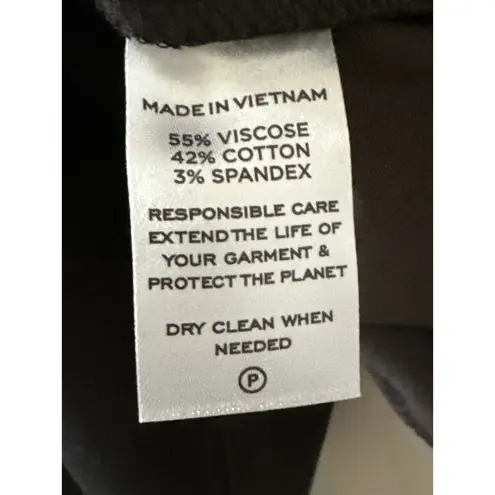 MADE IN VIETNAM
55% VISCOSE
42% COTTON
3% SPANDEX
RESPONSIBLE CARE
EXTEND THE LIFE OF
YOUR GARMENT &
PROTECT THE PLANET
DRY CLEAN WHEN
NEEDED
P